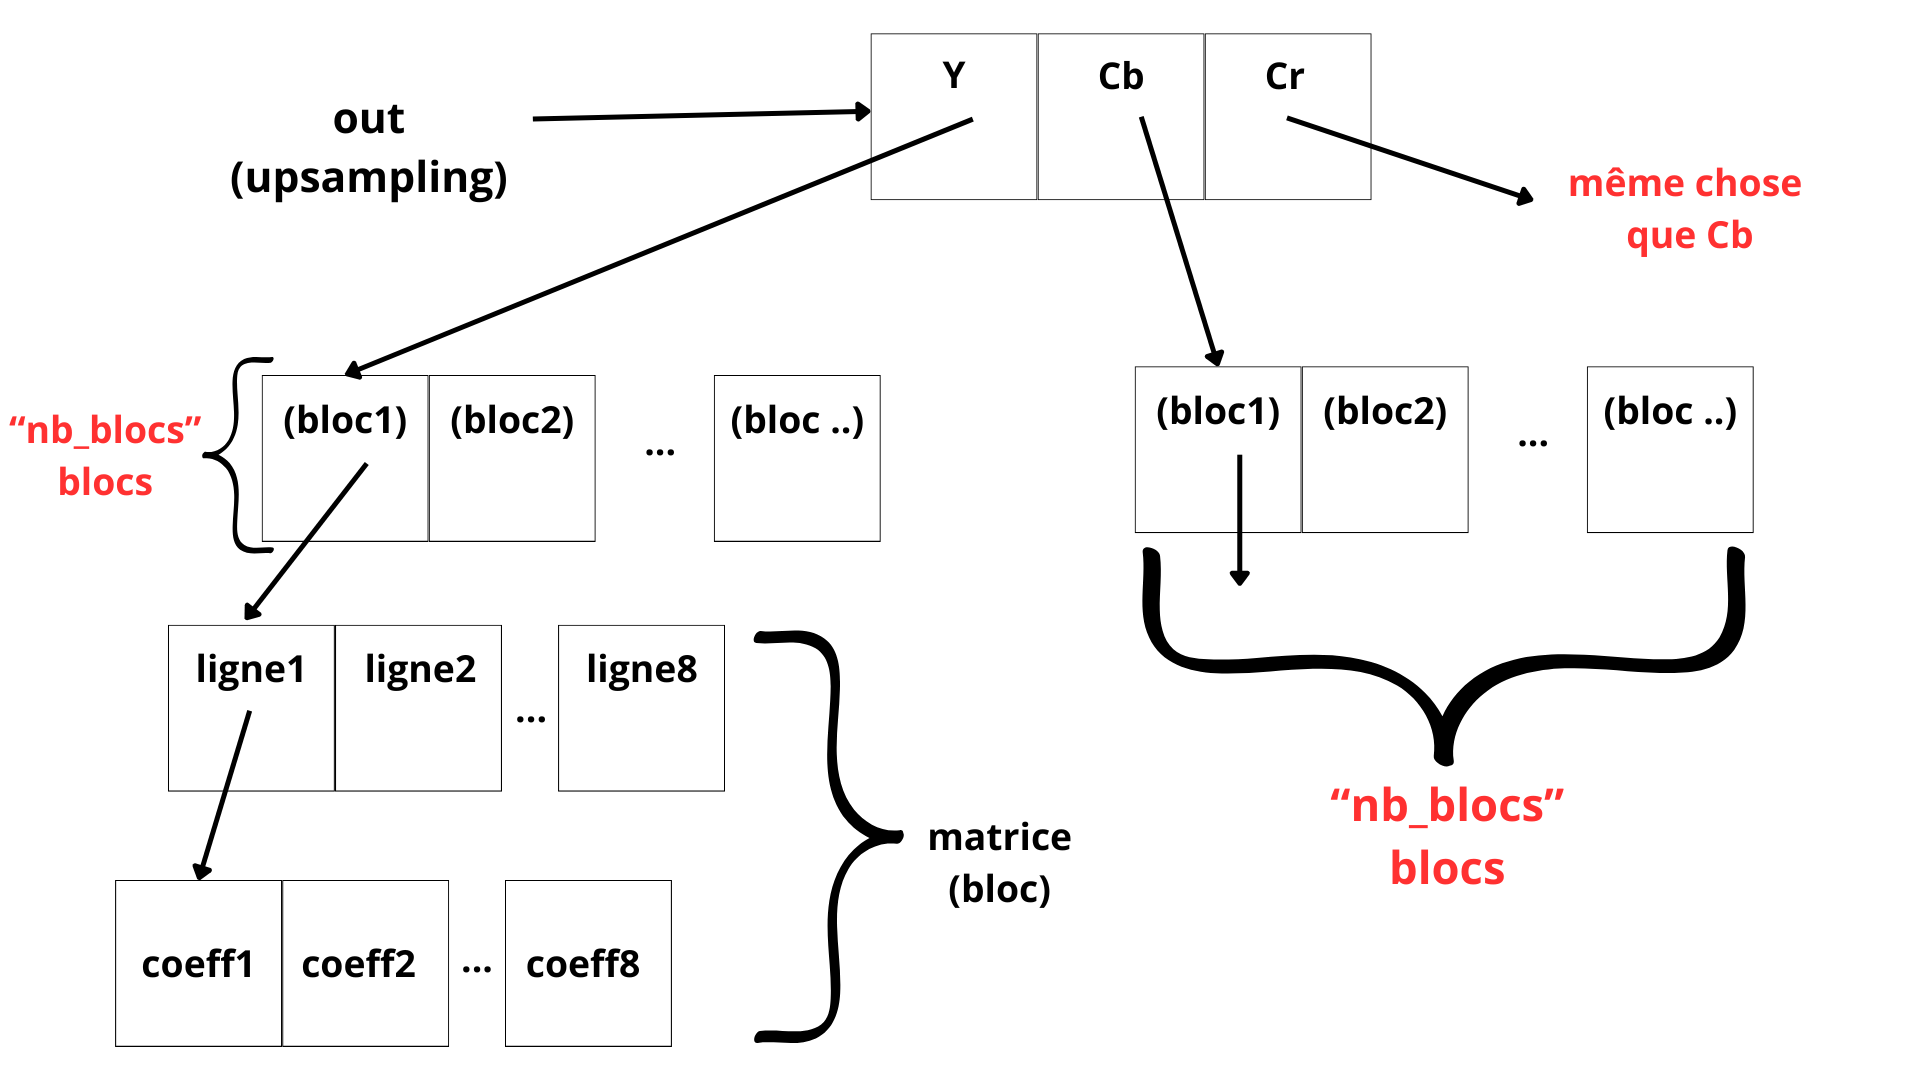 Y
Cb
Cr
out
(upsampling)
même chose
que Cb
“nb_blocs”
blocs
(bloc1)
(bloc2)
...
(bloc ..)
(bloc1)
(bloc2)
...
(bloc ..)
ligne1
ligne2
...
ligne8
matrice
(bloc)
“nb_blocs”
blocs
coeff1
coeff2
...
coeff8